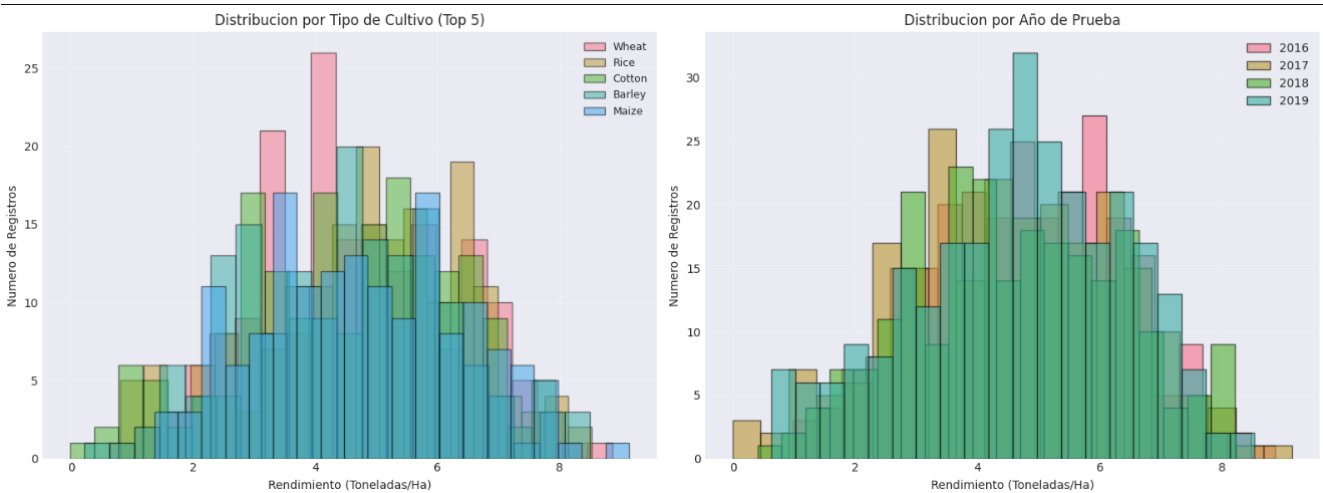 Distribucion por Tipo de Cultivo (Top 5)
Numero de Registros
25
20
15
10
5
0
Wheat
Rice
Cotton
Barley
Maize
0 2 4 6 8
Rendimiento (Toneladas/Ha)
Distribucion por Año de Prueba
Numero de Registros
30
25
20
15
10
5
0
2016
2017
2018
2019
0 2 4 6 8
Rendimiento (Toneladas/Ha)